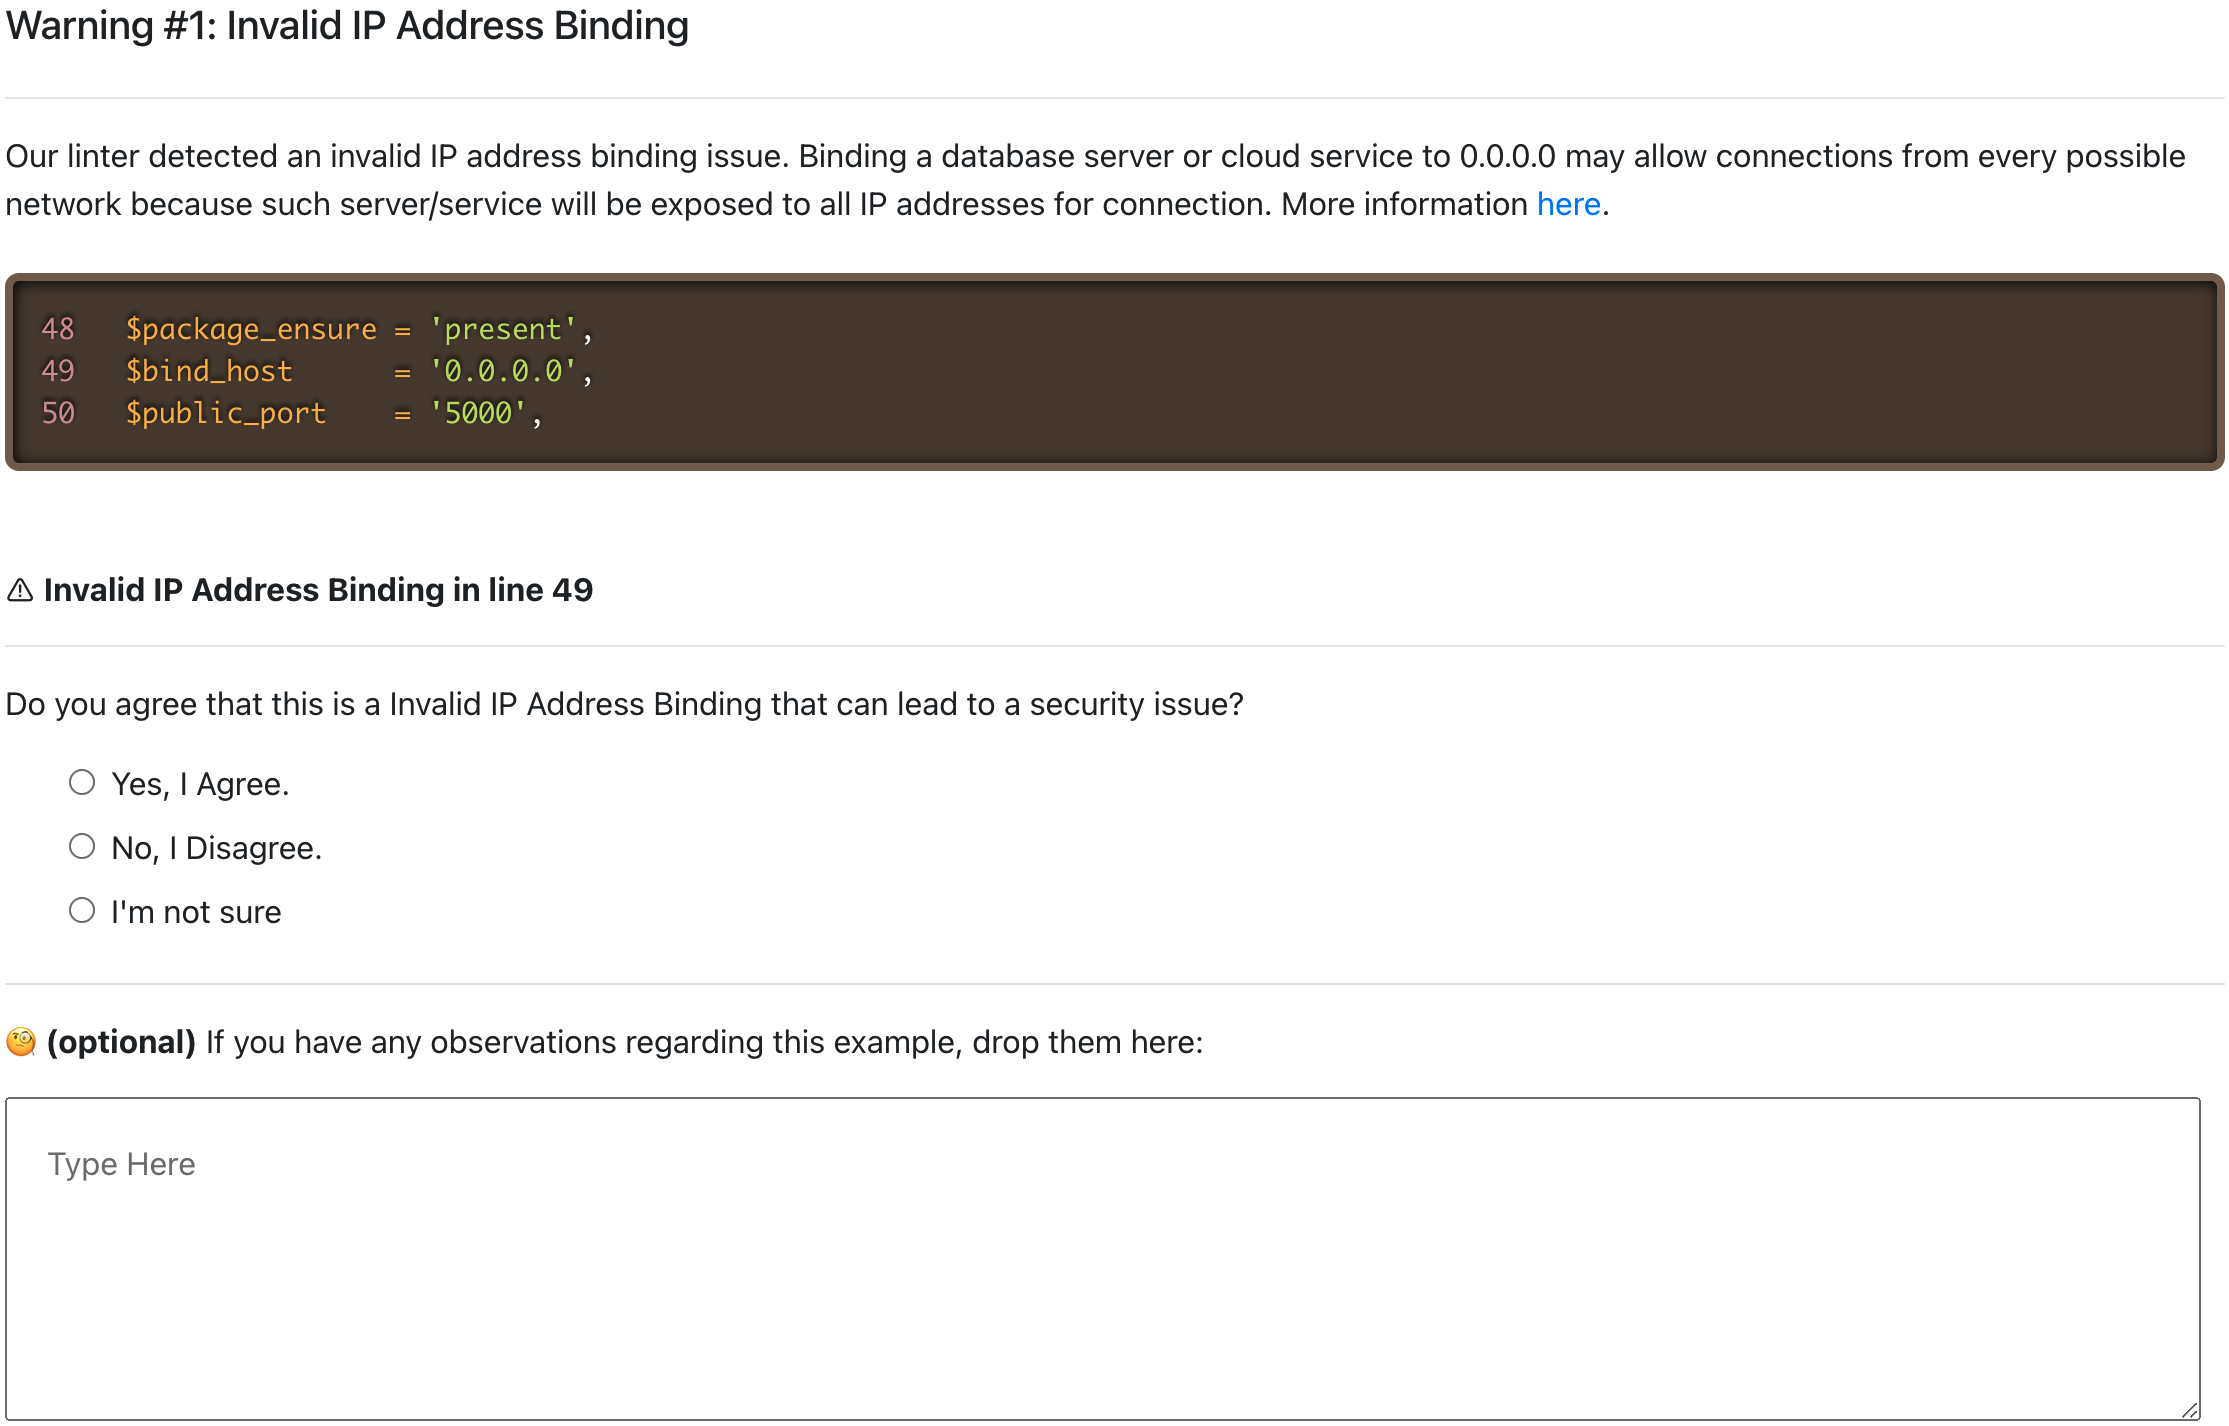 Warning #1: Invalid IP Address Binding
Our linter detected an invalid IP address binding issue. Binding a database server or cloud service to 0.0.0.0 may allow connections from every possible
network because such server/service will be exposed to all IP addresses for connection. More information here.
48   $package_ensure = 'present',
49   $bind_host      = '0.0.0.0',
50   $public_port    = '5000',
⚠ Invalid IP Address Binding in line 49
Do you agree that this is a Invalid IP Address Binding that can lead to a security issue?
Yes, I Agree.
No, I Disagree.
I'm not sure
🧐 (optional) If you have any observations regarding this example, drop them here:
Type Here